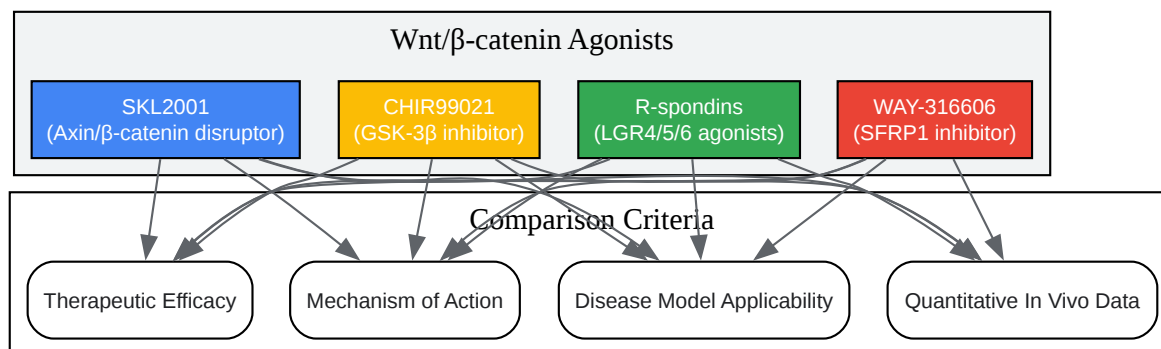 Wnt/β-catenin Agonists
SKL2001
(Axin/β-catenin disruptor)
CHIR99021
(GSK-3β inhibitor)
R-spondins
(LGR4/5/6 agonists)
WAY-316606
(SFRP1 inhibitor)
Comparison Criteria
Therapeutic Efficacy
Mechanism of Action
Disease Model Applicability
Quantitative In Vivo Data